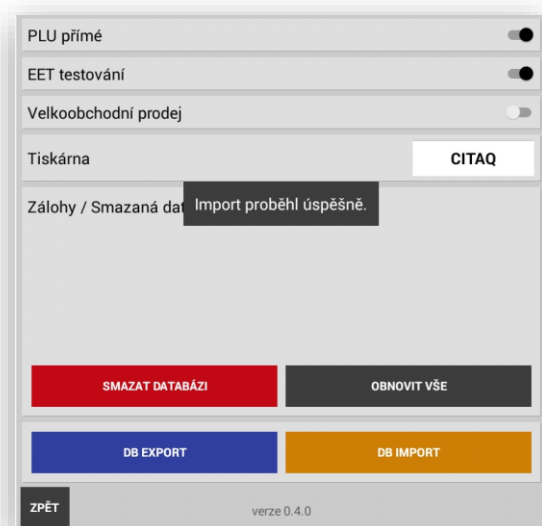 PLU přímé
EET testování
Velkoobchodní prodej
Tiskárna CITAQ
Zálohy / Smazaná dat
Import proběhl úspěšně.
SMAZAT DATABÁZI OBNOVIT VŠE
DB EXPORT DB IMPORT
ZPĚT verze 0.4.0